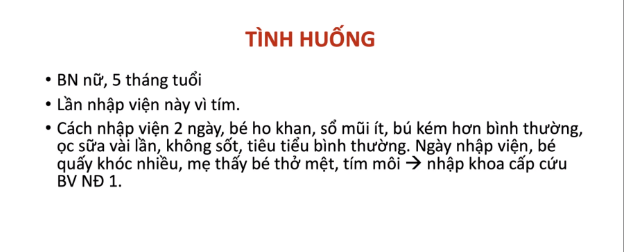 TÌNH HUỐNG
• BN nữ, 5 tháng tuổi
• Lần nhập viện này vì tím.
• Cách nhập viện 2 ngày, bé ho khan, sổ mũi ít, bú kém hơn bình thường,
ọc sữa vài lần, không sốt, tiêu tiểu bình thường. Ngày nhập viện, bé
quấy khóc nhiều, mẹ thấy bé thở mệt, tím môi → nhập khoa cấp cứu
BV NĐ 1.